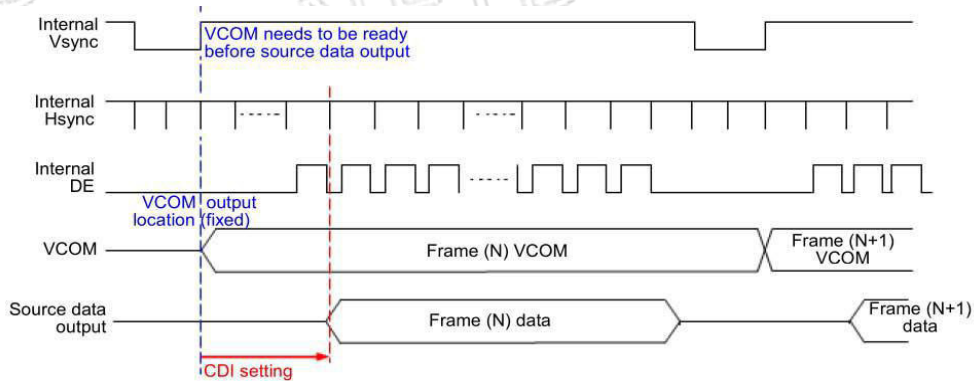 Internal
Vsync
VCOM needs to be ready
before source data output
Internal
Hsync
Internal
DE
VCOM output
location (fixed)
VCOM
Frame (N) VCOM
Frame (N+1)
VCOM
Source data
output
Frame (N) data
Frame (N+1)
data
CDI setting